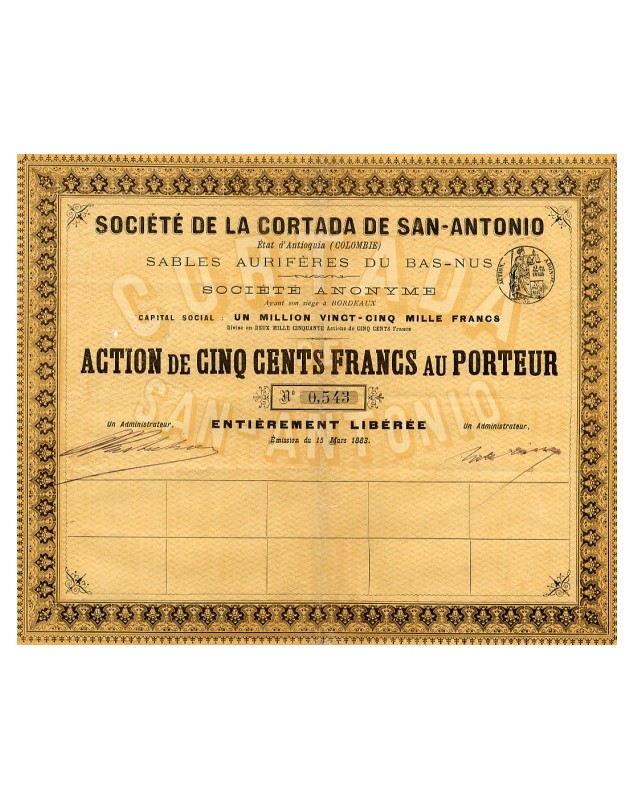 SOCIÉTÉ DE LA CORTADA DE SAN-ANTONIO
État d'Antioquia (COLOMBIE)
SABLES AURIFÈRES DU BAS-NUS
SOCIÉTÉ ANONYME
Ayant son siège à BORDEAUX
CAPITAL SOCIAL : UN MILLION VINGT-CINQ MILLE FRANCS
Divisé en DEUX MILLE CINQUANTE Actions de CINQ CENTS Francs
ACTION DE CINQ CENTS FRANCS AU PORTEUR
No 0,543
ENTIÈREMENT LIBÉRÉE
Un Administrateur,
Un Administrateur,
Émission du 15 Mars 1883.
CORTADA
SAN-ANTONIO